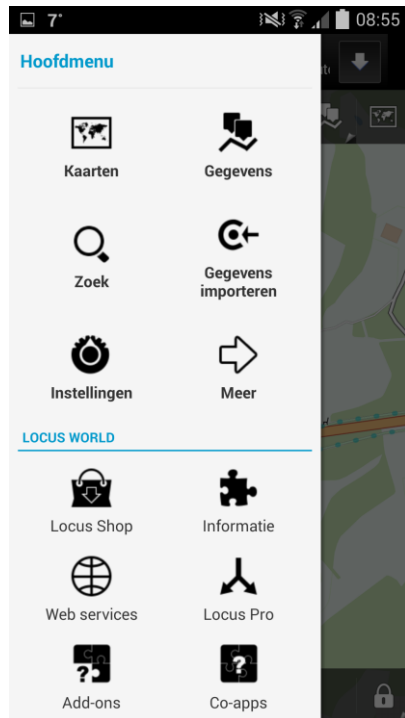 7° 08:55
Hoofdmenu
Kaarten Gegevens
Zoek Gegevens
importeren
Instellingen Meer
LOCUS WORLD
Locus Shop Informatie
Web services Locus Pro
Add-ons Co-apps